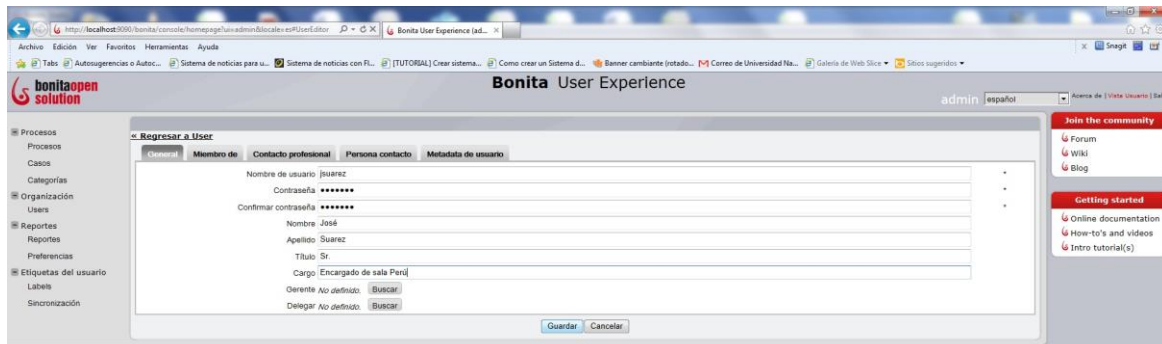 http://localhost:9090/bonita/console/homepage?ui=admin&locale=es#UserEditor
Bonita User Experience (ad...
Archivo Edición Ver Favoritos Herramientas Ayuda
x Snagit
Tabs Autosugerencias o Autoc... Sistema de noticias para u... Sistema de noticias con Fl... [TUTORIAL] Crear sistema... Como crear un Sistema d... Banner cambiante (rotado... Correo de Universidad Na... Galería de Web Slice Sitios sugeridos
bonitaopen
solution
Bonita User Experience
admin español
Acerca de | Vista Usuario | Sal
Procesos
Procesos
Casos
Categorías
Organización
Users
Reportes
Reportes
Preferencias
Etiquetas del usuario
Labels
Sincronización
« Regresar a User
General Miembro de Contacto profesional Persona contacto Metadata de usuario
Nombre de usuario jsuarez *
Contraseña ••••••• *
Confirmar contraseña ••••••• *
Nombre José
Apellido Suarez
Título Sr.
Cargo Encargado de sala Perú
Gerente No definido. Buscar
Delegar No definido. Buscar
Guardar Cancelar
Join the community
Forum
Wiki
Blog
Getting started
Online documentation
How-to's and videos
Intro tutorial(s)